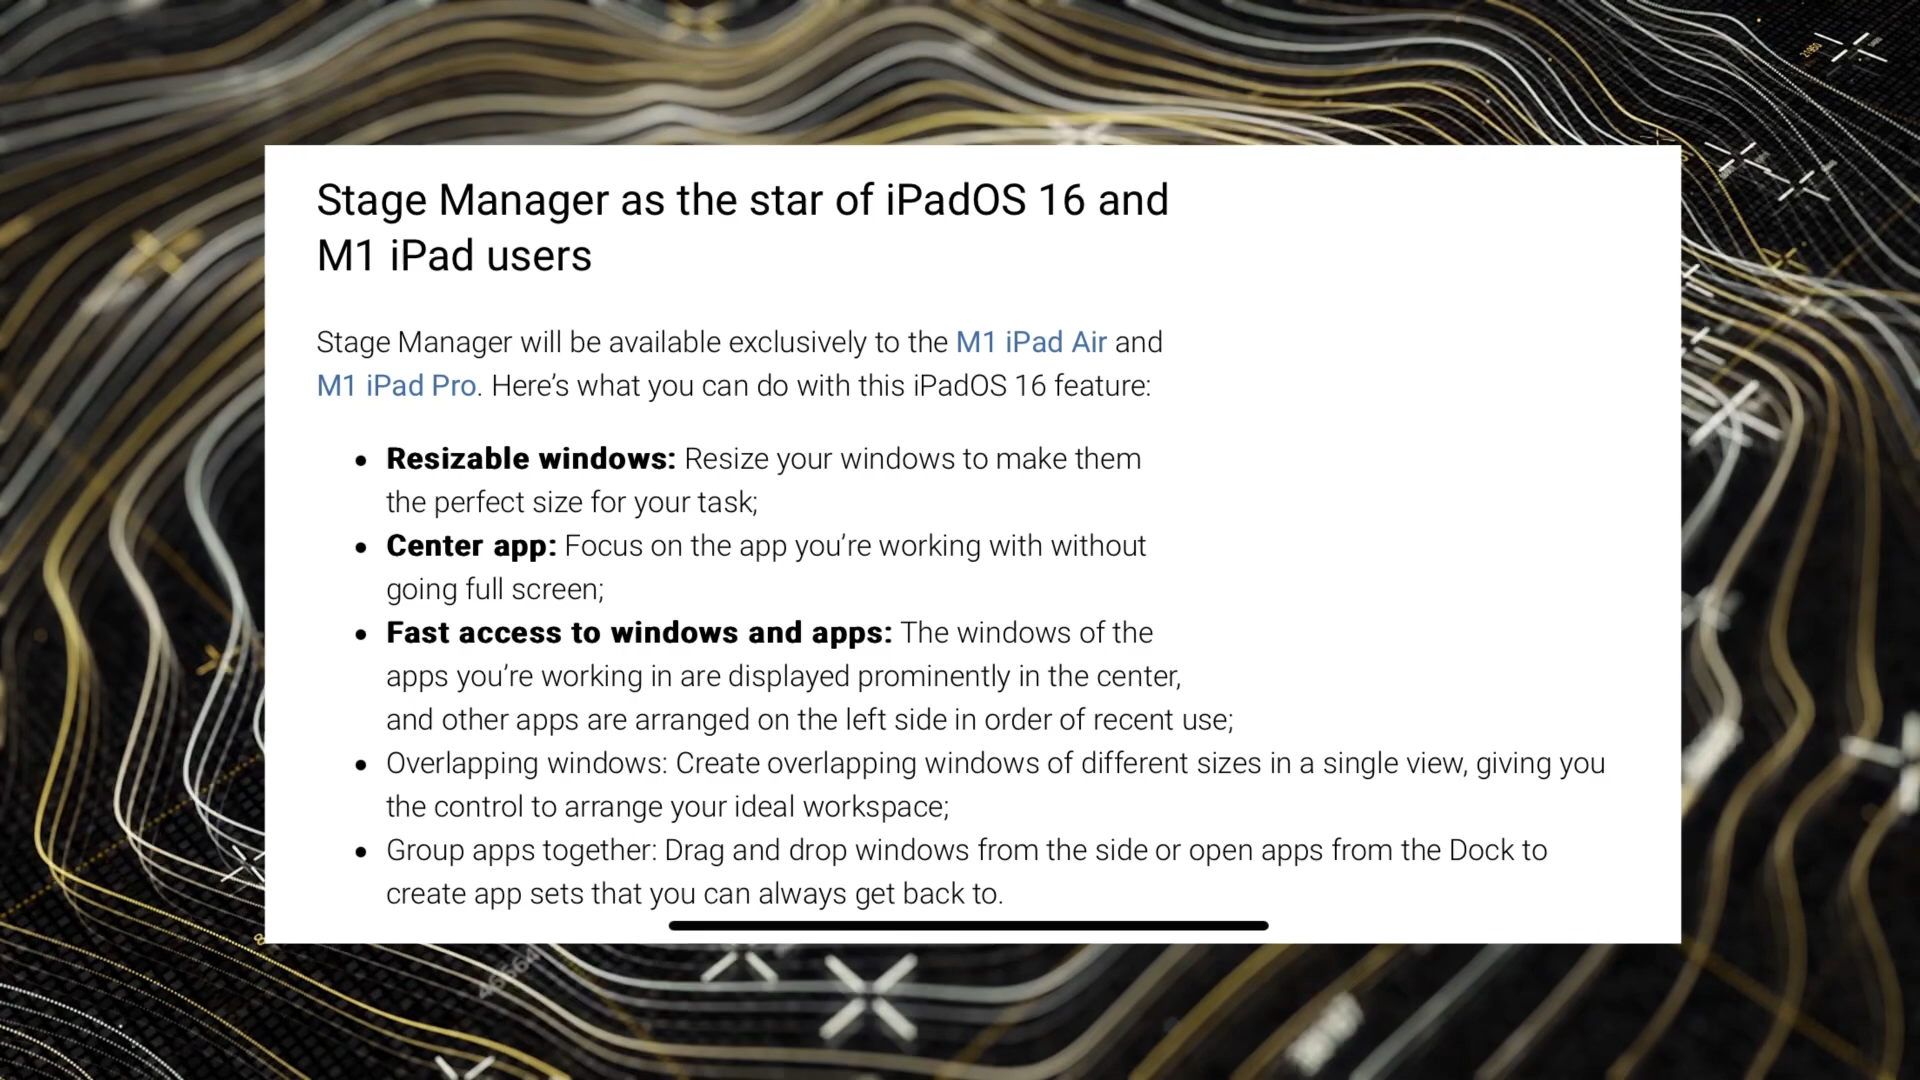 Stage Manager as the star of iPadOS 16 and
M1 iPad users
Stage Manager will be available exclusively to the M1 iPad Air and
M1 iPad Pro. Here’s what you can do with this iPadOS 16 feature:
• Resizable windows: Resize your windows to make them
the perfect size for your task;
• Center app: Focus on the app you’re working with without
going full screen;
• Fast access to windows and apps: The windows of the
apps you’re working in are displayed prominently in the center,
and other apps are arranged on the left side in order of recent use;
• Overlapping windows: Create overlapping windows of different sizes in a single view, giving you
the control to arrange your ideal workspace;
• Group apps together: Drag and drop windows from the side or open apps from the Dock to
create app sets that you can always get back to.